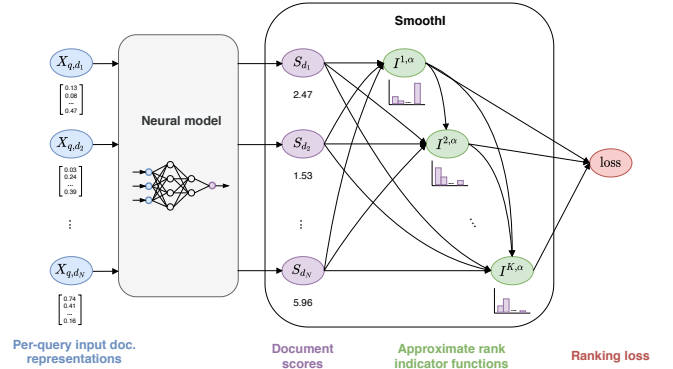 SmoothI
X_{q,d_1}
S_{d_1}
I^{1,α}
0.13
0.08
...
0.47
2.47
...
Neural model
X_{q,d_2}
S_{d_2}
I^{2,α}
loss
0.03
0.24
...
0.39
1.53
...
⋮
⋮
⋱
X_{q,d_N}
S_{d_N}
I^{K,α}
0.74
0.41
...
0.16
5.96
...
Per-query input doc.
representations
Document
scores
Approximate rank
indicator functions
Ranking loss